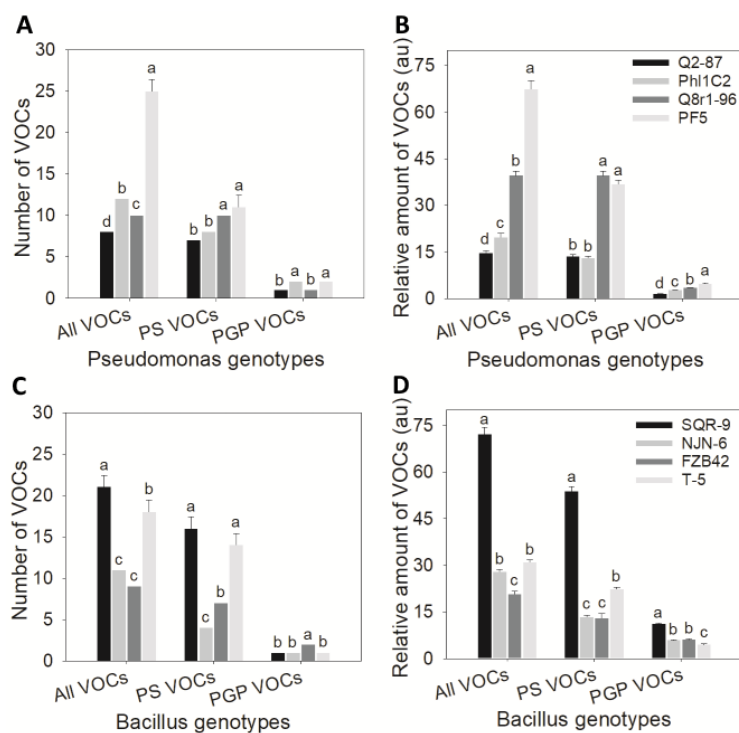 A
30
25
20
15
10
5
0
Number of VOCs
d b c a
b b a a
b a b a
All VOCs PS VOCs PGP VOCs
Pseudomonas genotypes
B
75
60
45
30
15
0
Relative amount of VOCs (au)
Q2-87
Phl1C2
Q8r1-96
PF5
d c b a
b b a a
d c b a
All VOCs PS VOCs PGP VOCs
Pseudomonas genotypes
C
30
25
20
15
10
5
0
Number of VOCs
a c c b
a c b a
b b a b
All VOCs PS VOCs PGP VOCs
Bacillus genotypes
D
75
60
45
30
15
0
Relative amount of VOCs (au)
SQR-9
NJN-6
FZB42
T-5
a b c b
a c c b
a b b c
All VOCs PS VOCs PGP VOCs
Bacillus genotypes